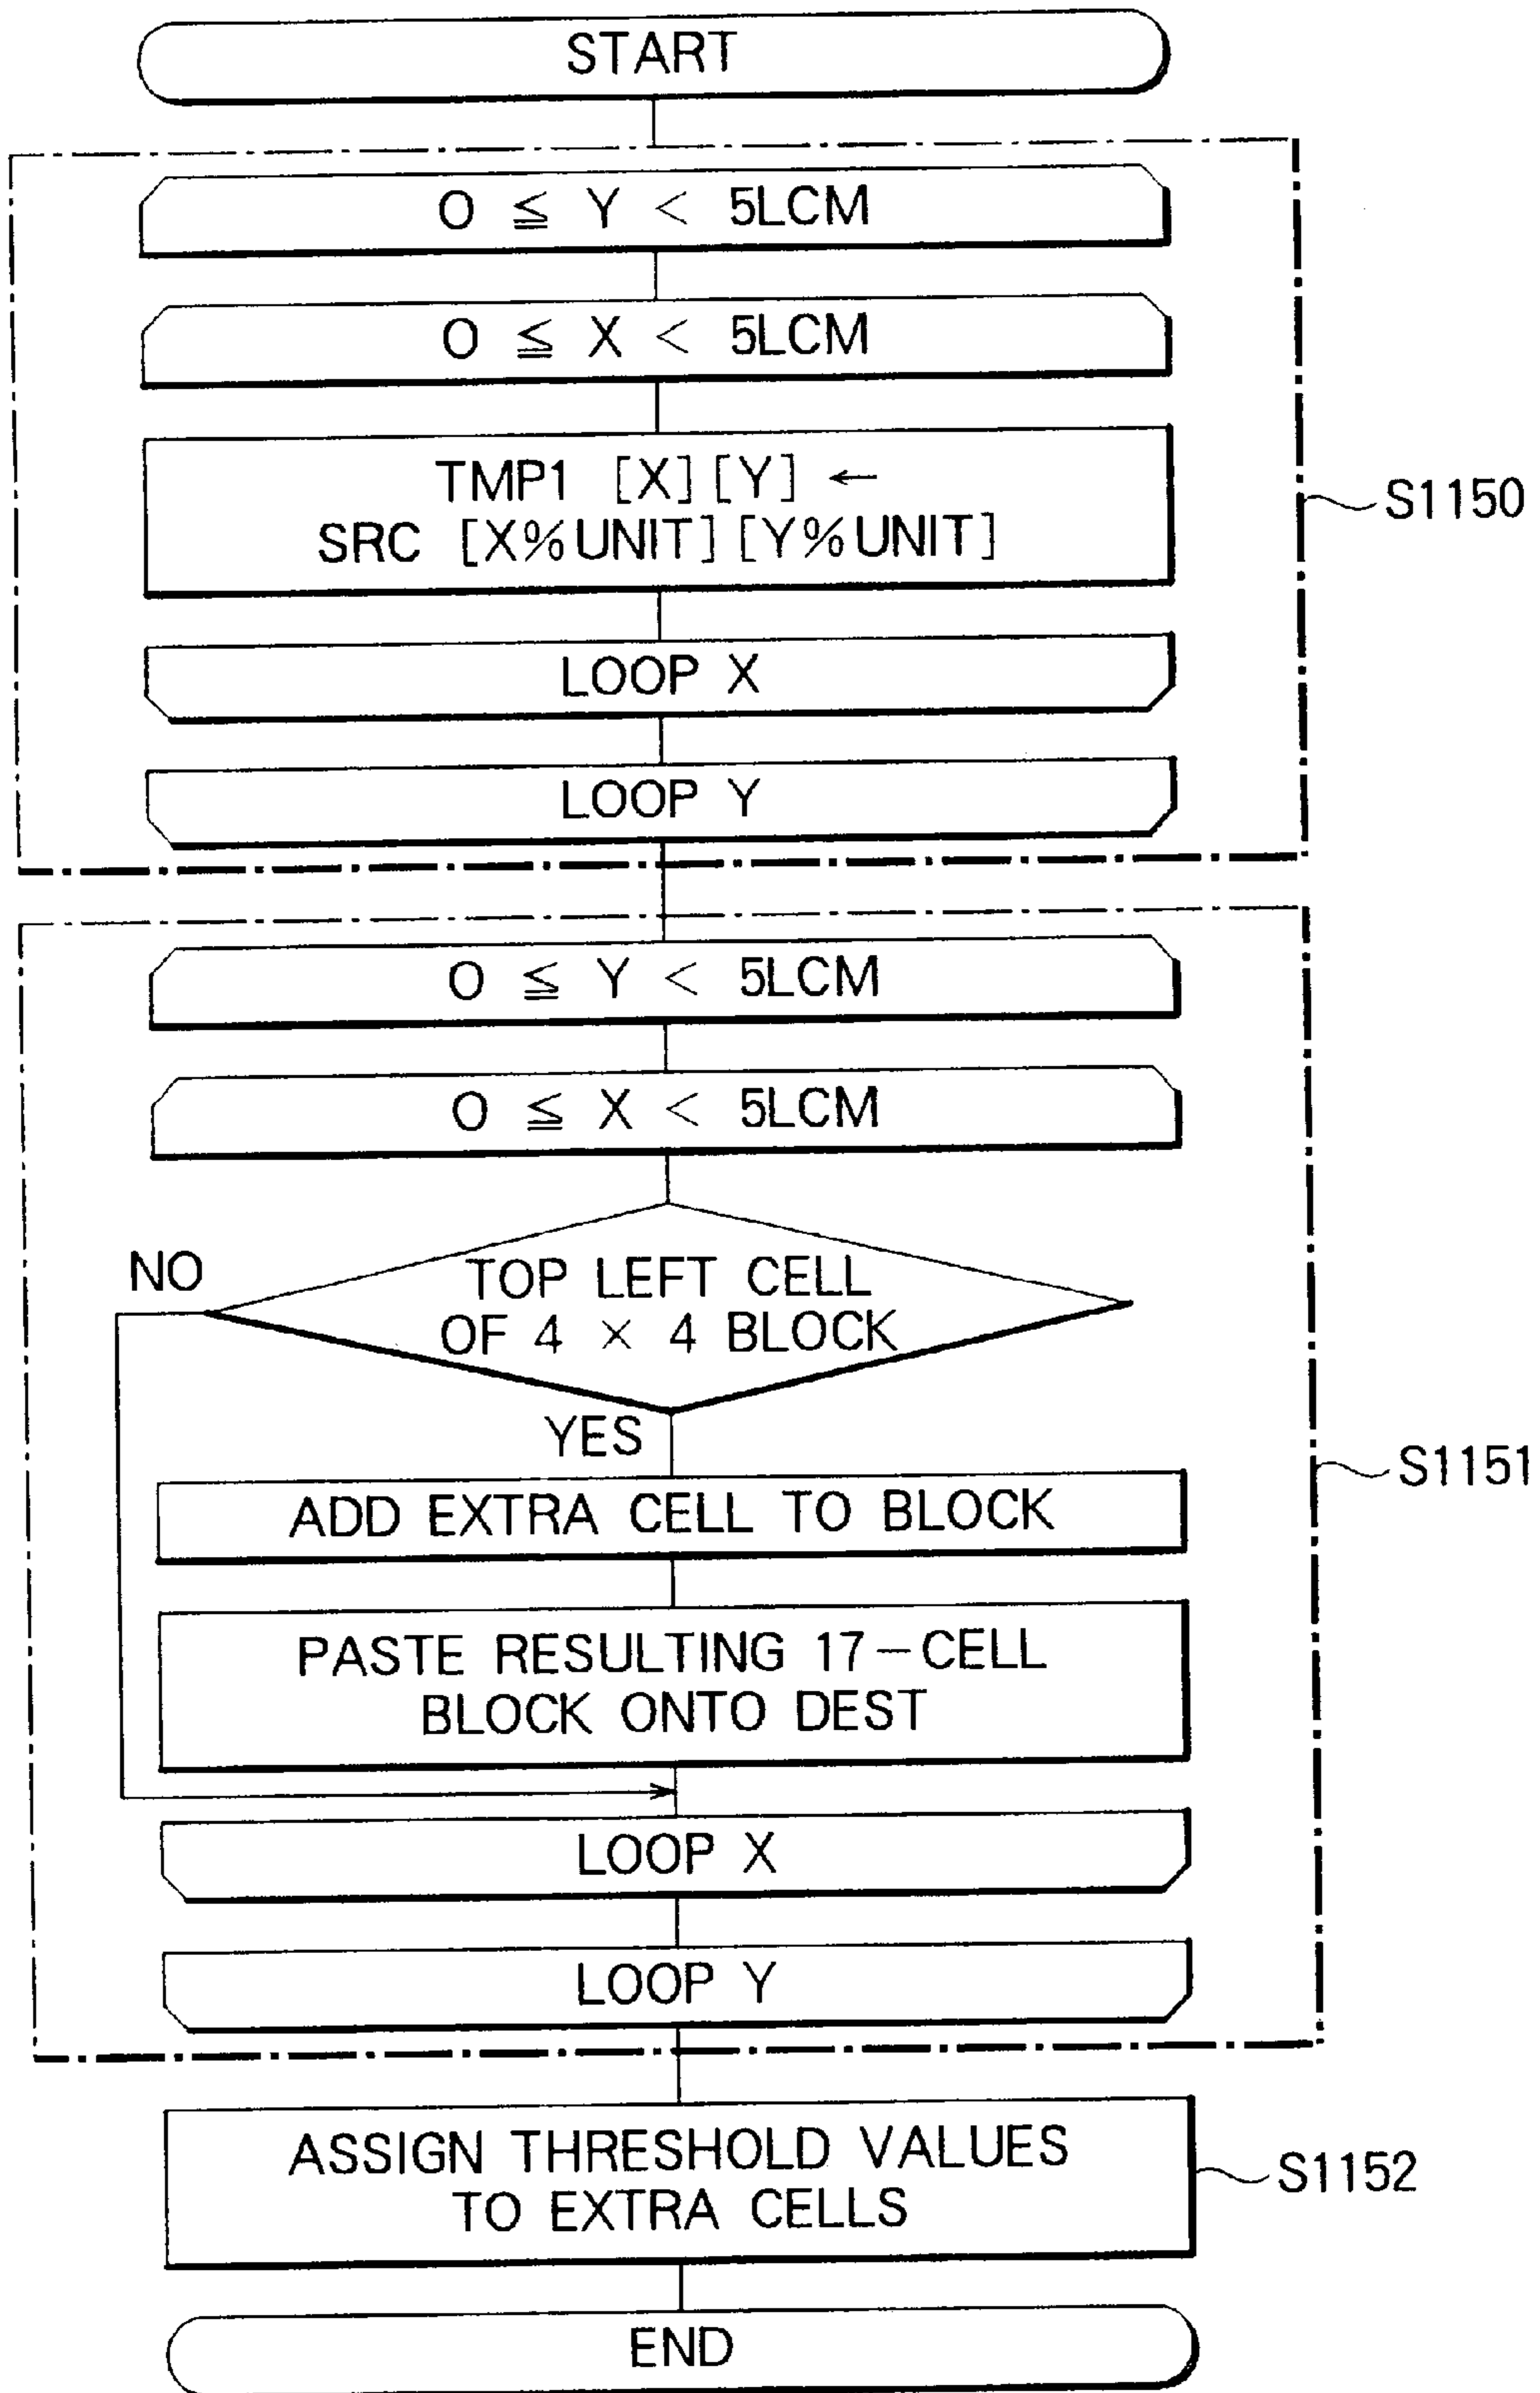 START
O ≦ Y < 5LCM
O ≦ X < 5LCM
TMP1 [X][Y] ←
SRC [X%UNIT][Y%UNIT]
S1150
LOOP X
LOOP Y
O ≦ Y < 5LCM
O ≦ X < 5LCM
NO
TOP LEFT CELL
OF 4 × 4 BLOCK
YES
S1151
ADD EXTRA CELL TO BLOCK
PASTE RESULTING 17-CELL
BLOCK ONTO DEST
LOOP X
LOOP Y
ASSIGN THRESHOLD VALUES
TO EXTRA CELLS
S1152
END